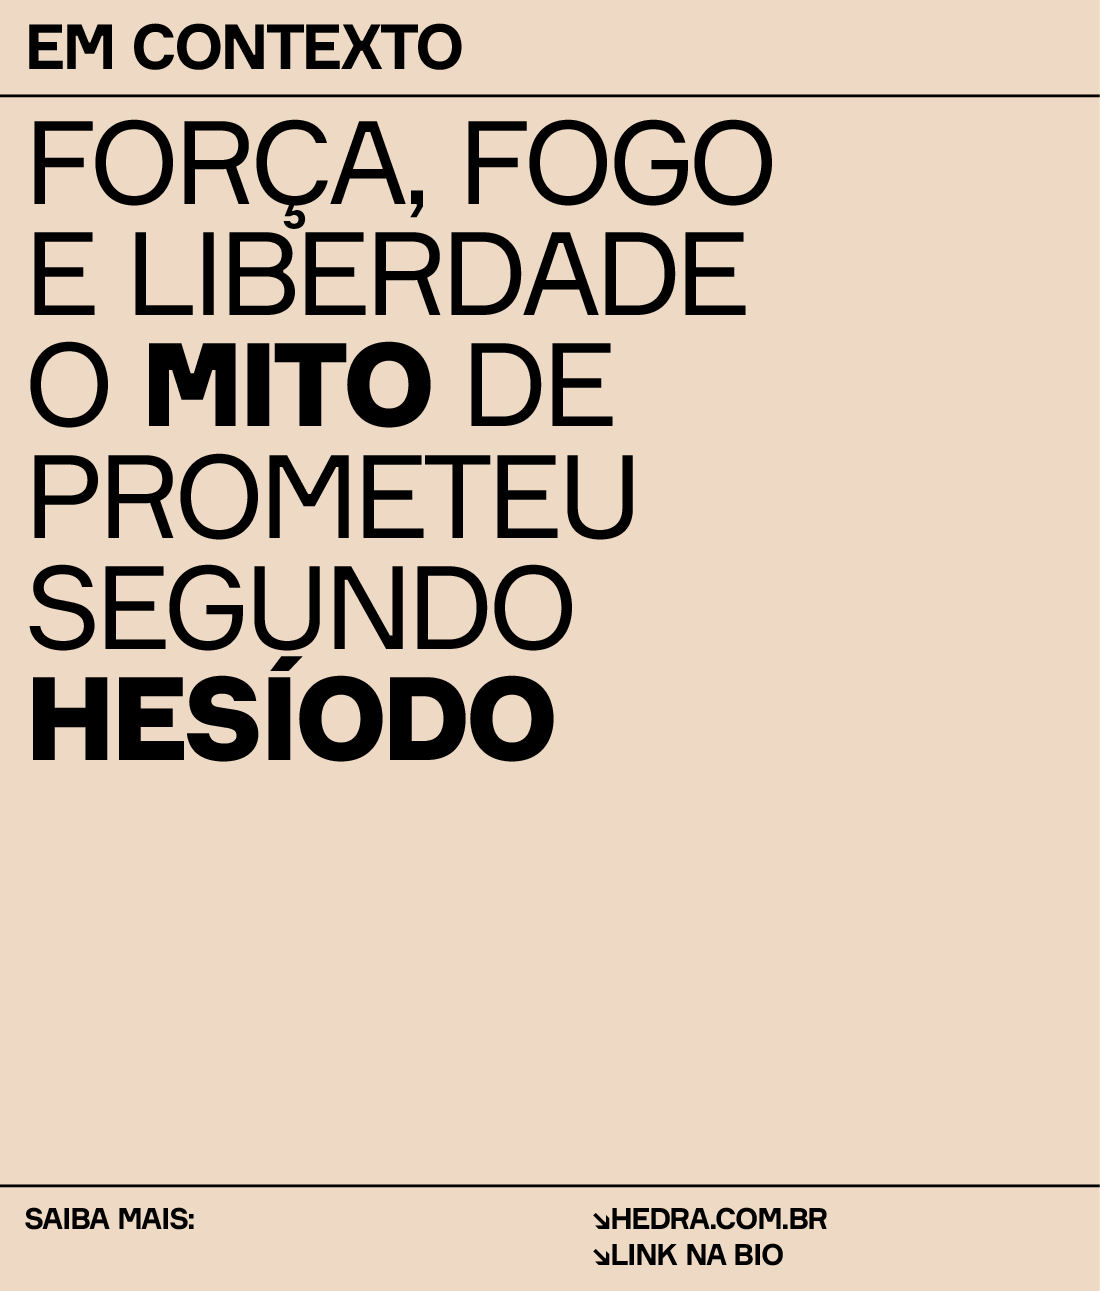 EM CONTEXTO
FORÇA, FOGO
E LIBERDADE
O MITO DE
PROMETEU
SEGUNDO
HESÍODO
SAIBA MAIS:
↘HEDRA.COM.BR
↘LINK NA BIO